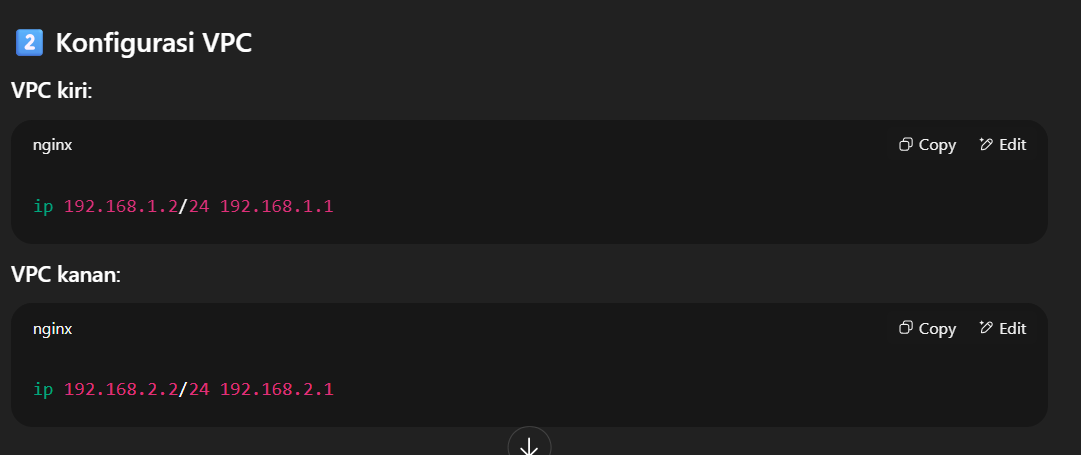 2 Konfigurasi VPC
VPC kiri:
nginx Copy Edit
ip 192.168.1.2/24 192.168.1.1
VPC kanan:
nginx Copy Edit
ip 192.168.2.2/24 192.168.2.1